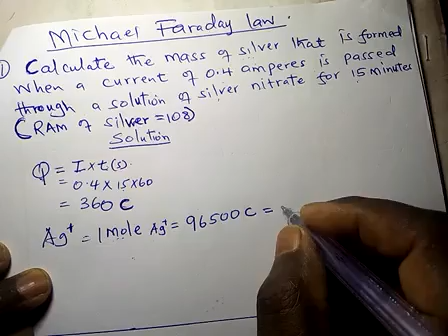 Michael Faraday law.
1 Calculate the mass of silver that is formed
when a current of 0.4 amperes is passed
through a solution of silver nitrate for 15 minutes
(RAM of silver = 108)
Solution
Q = I x t(s).
= 0.4 x 15 x 60
= 360 C
Ag⁺ = 1 mole Ag⁺ = 96500 C =